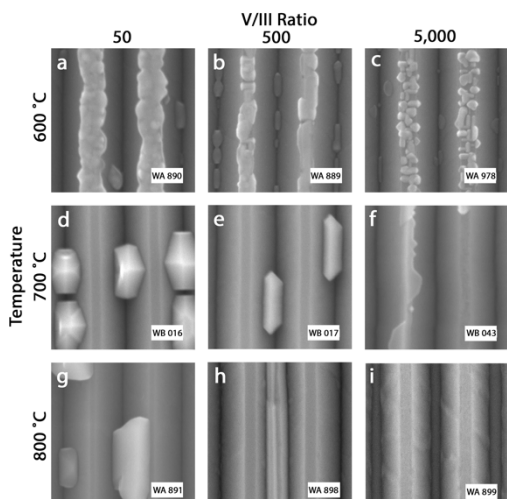 V/III Ratio
50 500 5,000
Temperature
600 ˚C
a WA 890
b WA 889
c WA 978
700 ˚C
d WB 016
e WB 017
f WB 043
800 ˚C
g WA 891
h WA 898
i WA 899